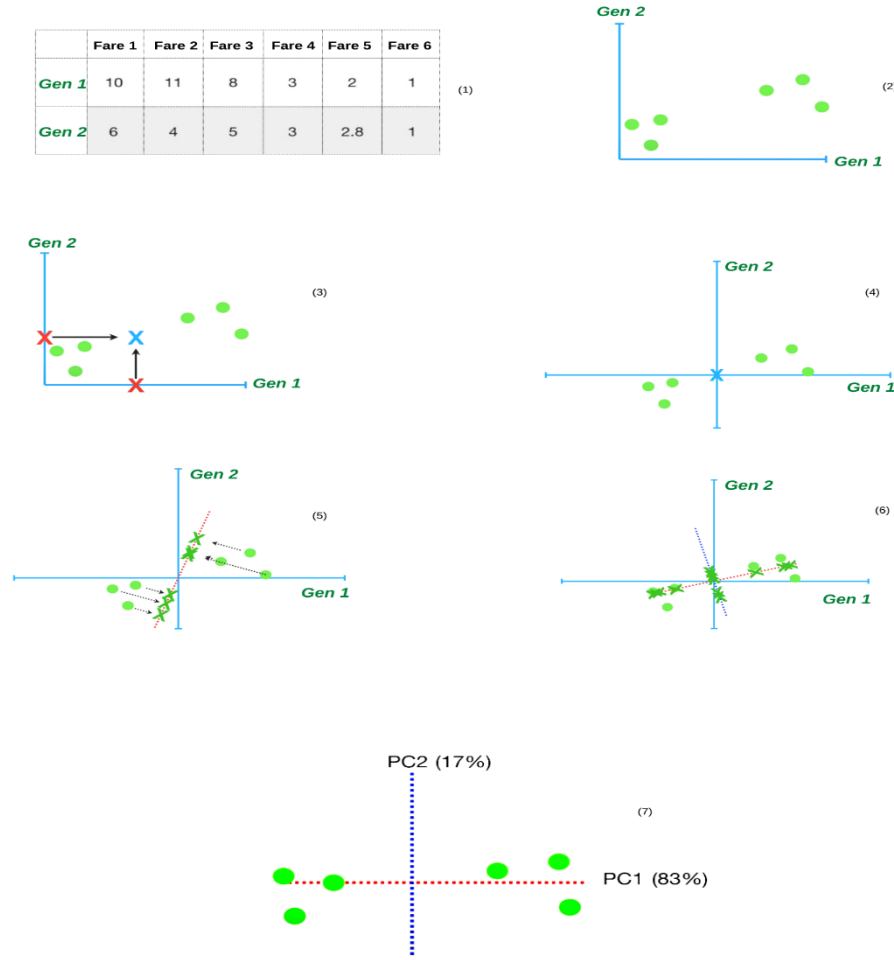 Fare 1 Fare 2 Fare 3 Fare 4 Fare 5 Fare 6
Gen 1 10 11 8 3 2 1
Gen 2 6 4 5 3 2.8 1
(1)
Gen 2
(2)
Gen 1
Gen 2
(3)
Gen 1
Gen 2
(4)
Gen 1
Gen 2
(5)
Gen 1
Gen 2
(6)
Gen 1
PC2 (17%)
(7)
PC1 (83%)